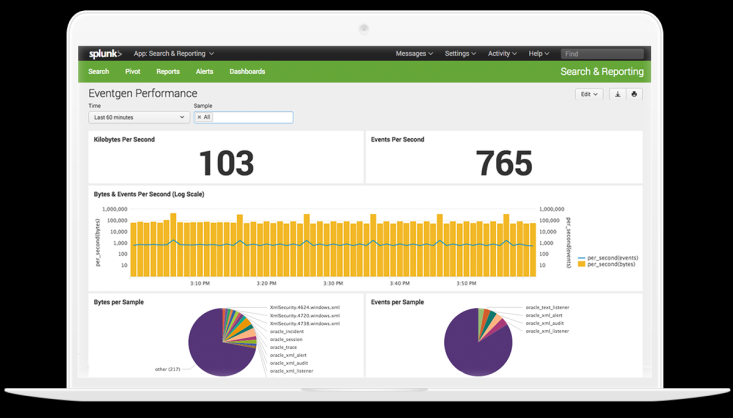 splunk> App: Search & Reporting Messages Settings Activity Help Find
Search Pivot Reports Alerts Dashboards Search & Reporting
Eventgen Performance Edit
Time Sample
Last 60 minutes × All
Kilobytes Per Second Events Per Second
103 765
Bytes & Events Per Second (Log Scale)
1,000,000 1,000,000
100,000 100,000
10,000 10,000
1,000 1,000
100 100
10 10
per_second(bytes)
per_second(events)
per_second(events)
per_second(bytes)
3:10 PM 3:20 PM 3:30 PM 3:40 PM 3:50 PM
Bytes per Sample Events per Sample
XmlSecurity.4624.windows.xml
XmlSecurity.4720.windows.xml
XmlSecurity.4738.windows.xml
oracle_incident
oracle_session
oracle_trace
oracle_xml_alert
oracle_xml_audit
oracle_xml_listener
other (217)
oracle_text_listener
oracle_xml_alert
oracle_xml_audit
oracle_xml_listener